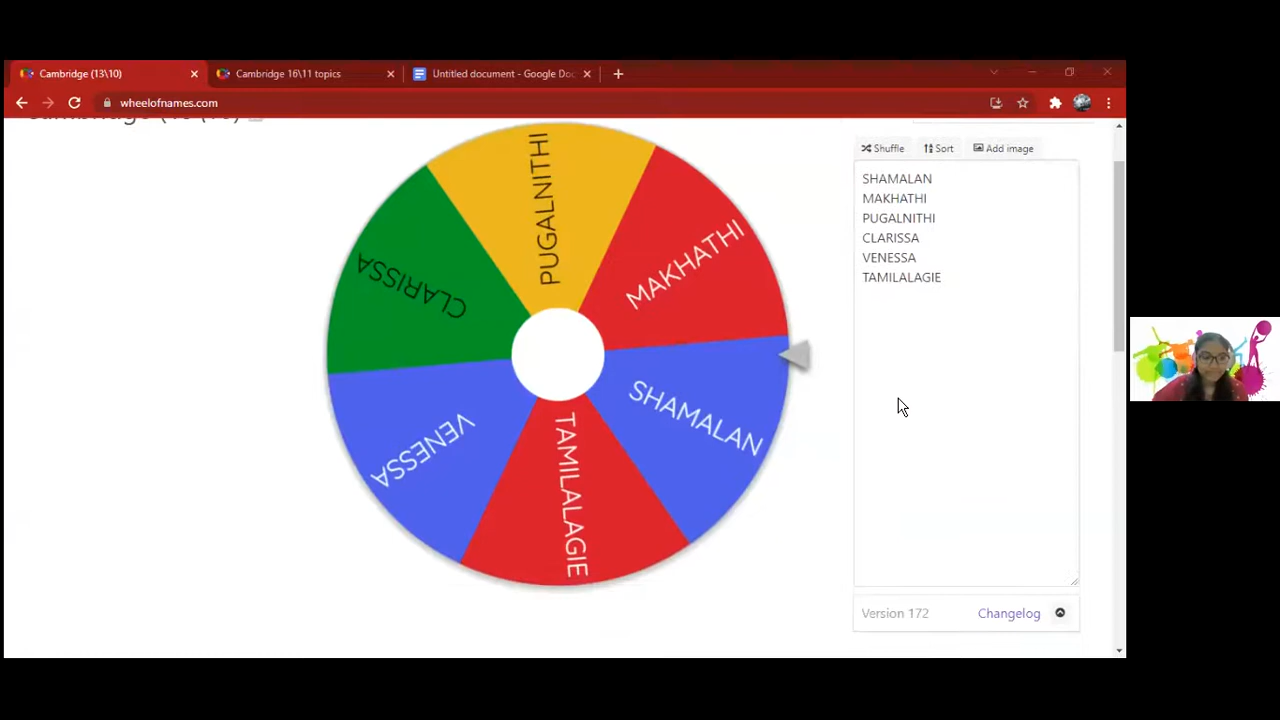 Cambridge (13\10)
Cambridge 16\11 topics
Untitled document - Google Doc
wheelofnames.com
Shuffle
Sort
Add image
SHAMALAN
MAKHATHI
PUGALNITHI
CLARISSA
VENESSA
TAMILALAGIE
PUGALNITHI
MAKHATHI
CLARISSA
SHAMALAN
VENESSA
TAMILALAGIE
Version 172
Changelog